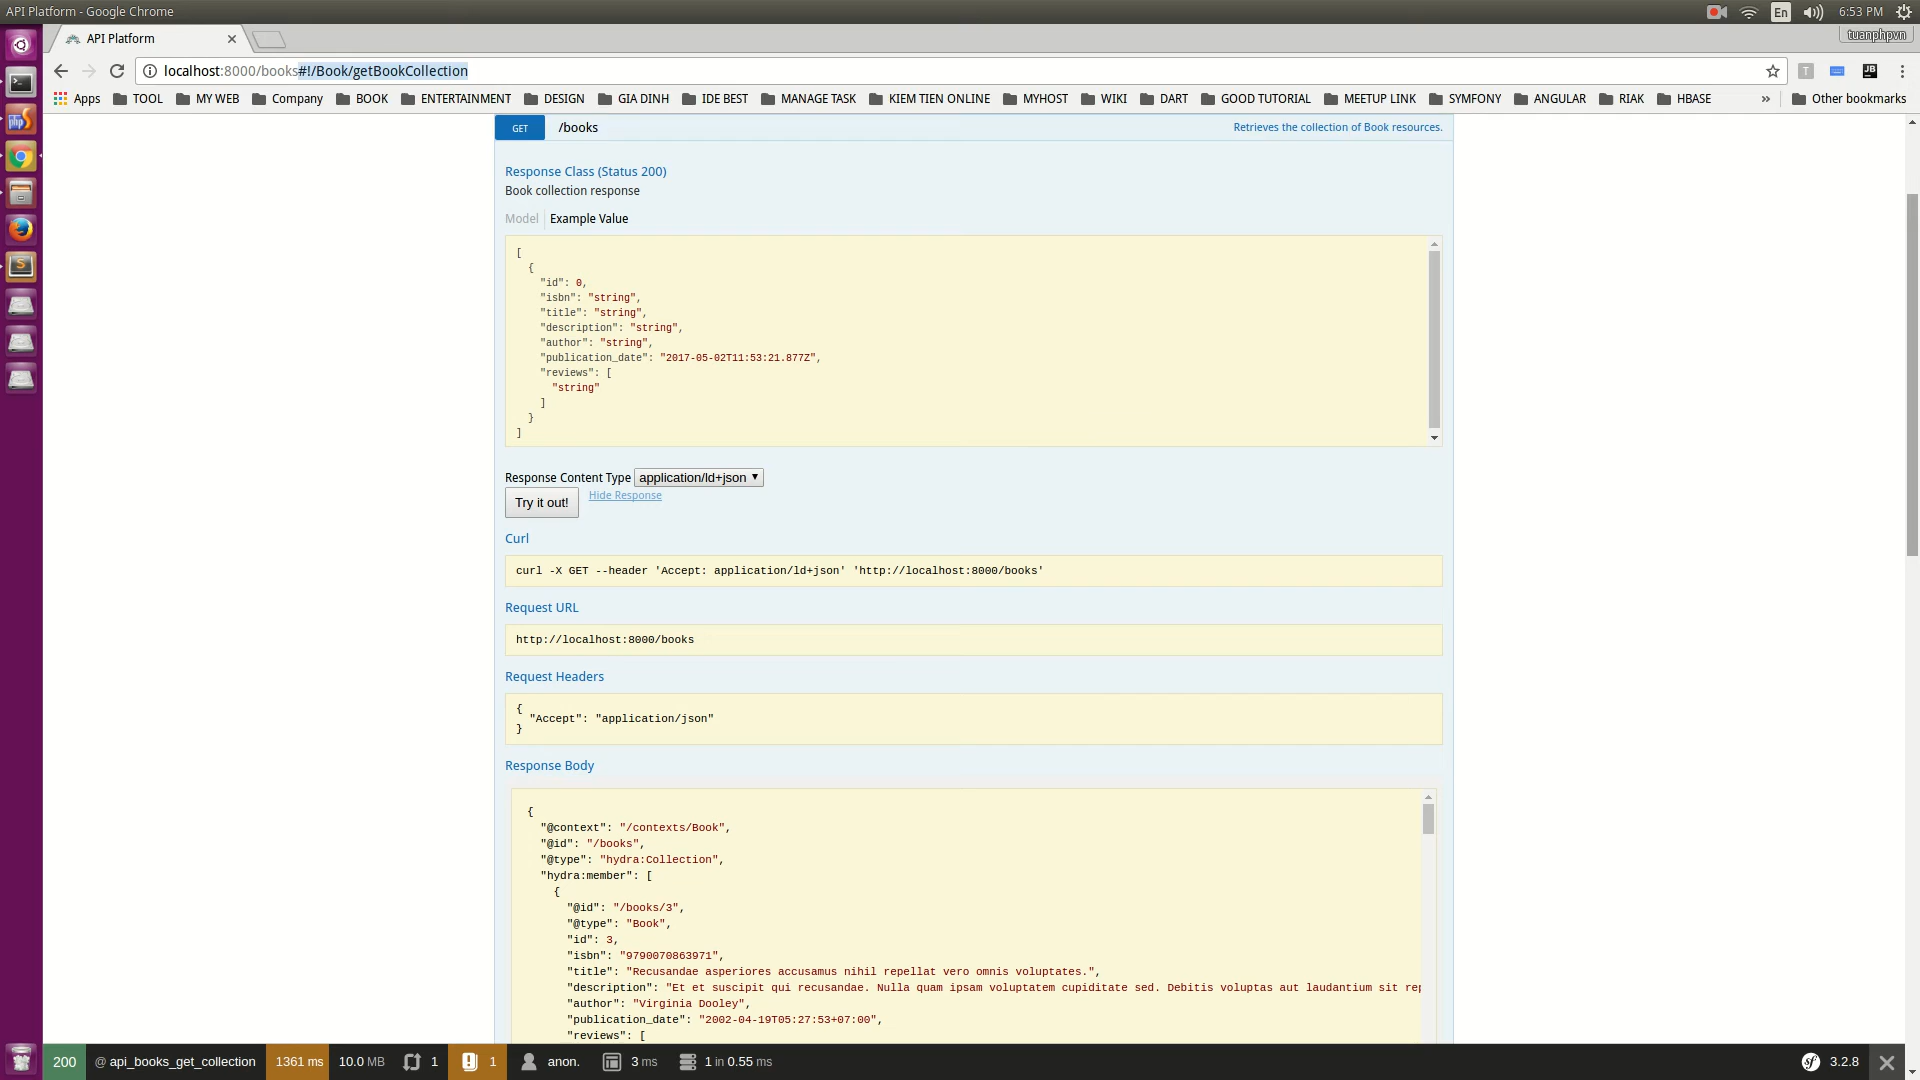 API Platform - Google Chrome
En
6:53 PM
API Platform
tuanphpvn
localhost:8000/books#!/Book/getBookCollection
T
JB
Apps TOOL MY WEB Company BOOK ENTERTAINMENT DESIGN GIA DINH IDE BEST MANAGE TASK KIEM TIEN ONLINE MYHOST WIKI DART GOOD TUTORIAL MEETUP LINK SYMFONY ANGULAR RIAK HBASE » Other bookmarks
GET /books Retrieves the collection of Book resources.
Response Class (Status 200)
Book collection response
Model Example Value
[
{
"id": 0,
"isbn": "string",
"title": "string",
"description": "string",
"author": "string",
"publication_date": "2017-05-02T11:53:21.877Z",
"reviews": [
"string"
]
}
]
Response Content Type application/ld+json
Try it out! Hide Response
Curl
curl -X GET --header 'Accept: application/ld+json' 'http://localhost:8000/books'
Request URL
http://localhost:8000/books
Request Headers
{
"Accept": "application/json"
}
Response Body
{
"@context": "/contexts/Book",
"@id": "/books",
"@type": "hydra:Collection",
"hydra:member": [
{
"@id": "/books/3",
"@type": "Book",
"id": 3,
"isbn": "9790070863971",
"title": "Recusandae asperiores accusamus nihil repellat vero omnis voluptates.",
"description": "Et et suscipit qui recusandae. Nulla quam ipsam voluptatem cupiditate sed. Debitis voluptas aut laudantium sit rep
"author": "Virginia Dooley",
"publication_date": "2002-04-19T05:27:53+07:00",
"reviews": [
200 @ api_books_get_collection 1361 ms 10.0 MB 1 1 anon. 3 ms 1 in 0.55 ms sf 3.2.8